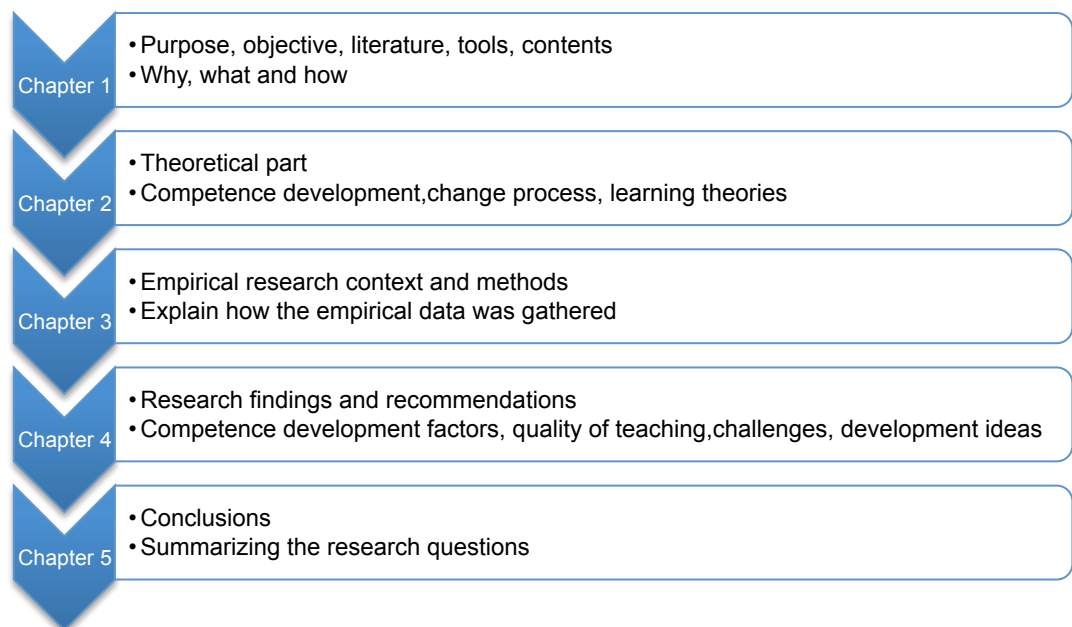 Chapter 1
•Purpose, objective, literature, tools, contents
•Why, what and how
Chapter 2
•Theoretical part
•Competence development,change process, learning theories
Chapter 3
•Empirical research context and methods
•Explain how the empirical data was gathered
Chapter 4
•Research findings and recommendations
•Competence development factors, quality of teaching,challenges, development ideas
Chapter 5
•Conclusions
•Summarizing the research questions